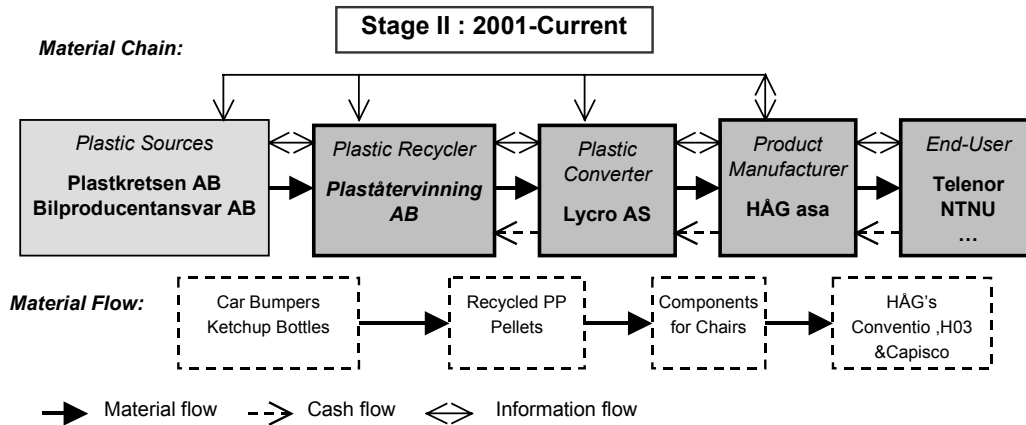 Stage II : 2001-Current
Material Chain:
Plastic Sources
Plastkretsen AB
Bilproducentansvar AB
Plastic Recycler
Plaståtervinning
AB
Plastic
Converter
Lycro AS
Product
Manufacturer
HÅG asa
End-User
Telenor
NTNU
…
Material Flow:
Car Bumpers
Ketchup Bottles
Recycled PP
Pellets
Components
for Chairs
HÅG's
Conventio ,H03
&Capisco
Material flow
Cash flow
Information flow